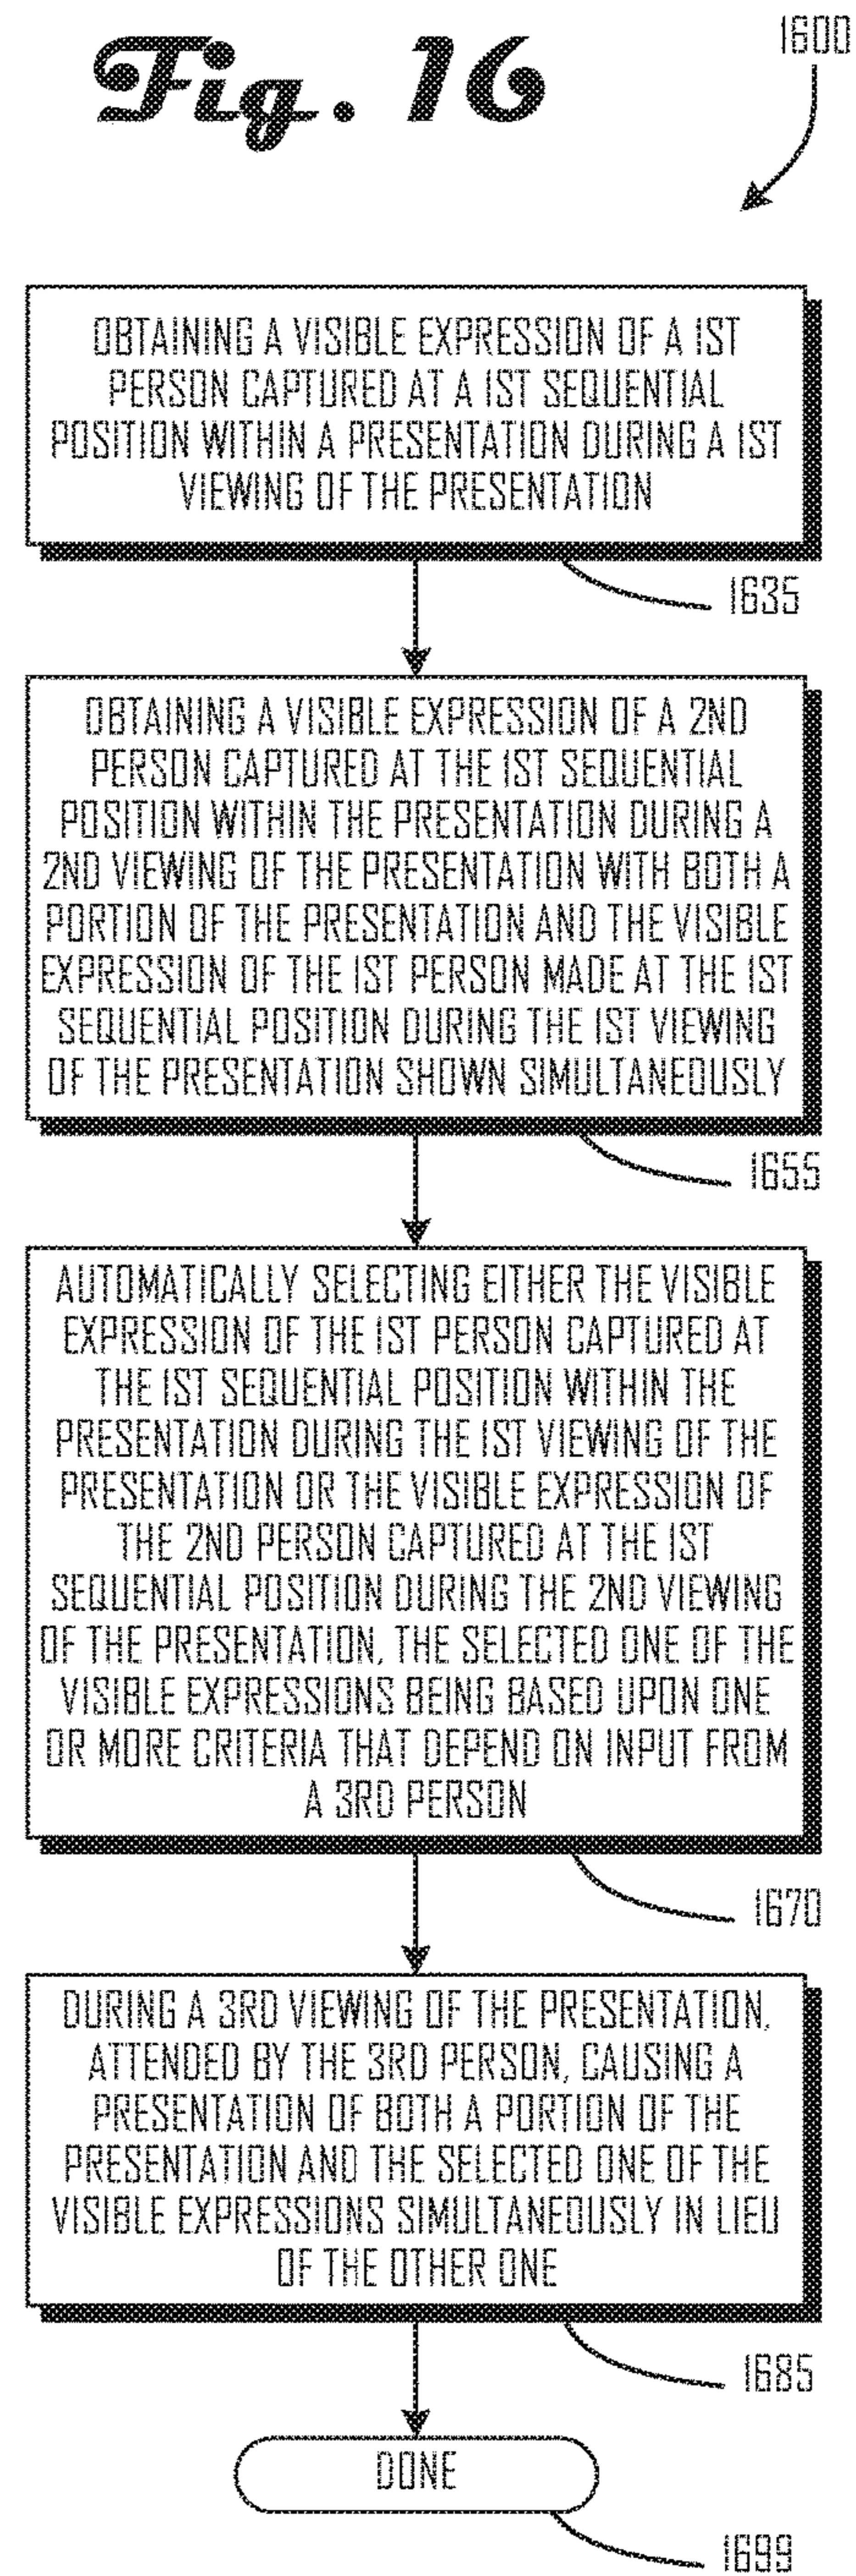 Fig. 16
1600
OBTAINING A VISIBLE EXPRESSION OF A 1ST
PERSON CAPTURED AT A 1ST SEQUENTIAL
POSITION WITHIN A PRESENTATION DURING A 1ST
VIEWING OF THE PRESENTATION
1635
OBTAINING A VISIBLE EXPRESSION OF A 2ND
PERSON CAPTURED AT THE 1ST SEQUENTIAL
POSITION WITHIN THE PRESENTATION DURING A
2ND VIEWING OF THE PRESENTATION WITH BOTH A
PORTION OF THE PRESENTATION AND THE VISIBLE
EXPRESSION OF THE 1ST PERSON MADE AT THE 1ST
SEQUENTIAL POSITION DURING THE 1ST VIEWING
OF THE PRESENTATION SHOWN SIMULTANEOUSLY
1655
AUTOMATICALLY SELECTING EITHER THE VISIBLE
EXPRESSION OF THE 1ST PERSON CAPTURED AT
THE 1ST SEQUENTIAL POSITION WITHIN THE
PRESENTATION DURING THE 1ST VIEWING OF THE
PRESENTATION OR THE VISIBLE EXPRESSION OF
THE 2ND PERSON CAPTURED AT THE 1ST
SEQUENTIAL POSITION DURING THE 2ND VIEWING
OF THE PRESENTATION, THE SELECTED ONE OF THE
VISIBLE EXPRESSIONS BEING BASED UPON ONE
OR MORE CRITERIA THAT DEPEND ON INPUT FROM
A 3RD PERSON
1670
DURING A 3RD VIEWING OF THE PRESENTATION,
ATTENDED BY THE 3RD PERSON, CAUSING A
PRESENTATION OF BOTH A PORTION OF THE
PRESENTATION AND THE SELECTED ONE OF THE
VISIBLE EXPRESSIONS SIMULTANEOUSLY IN LIEU
OF THE OTHER ONE
1685
DONE
1699